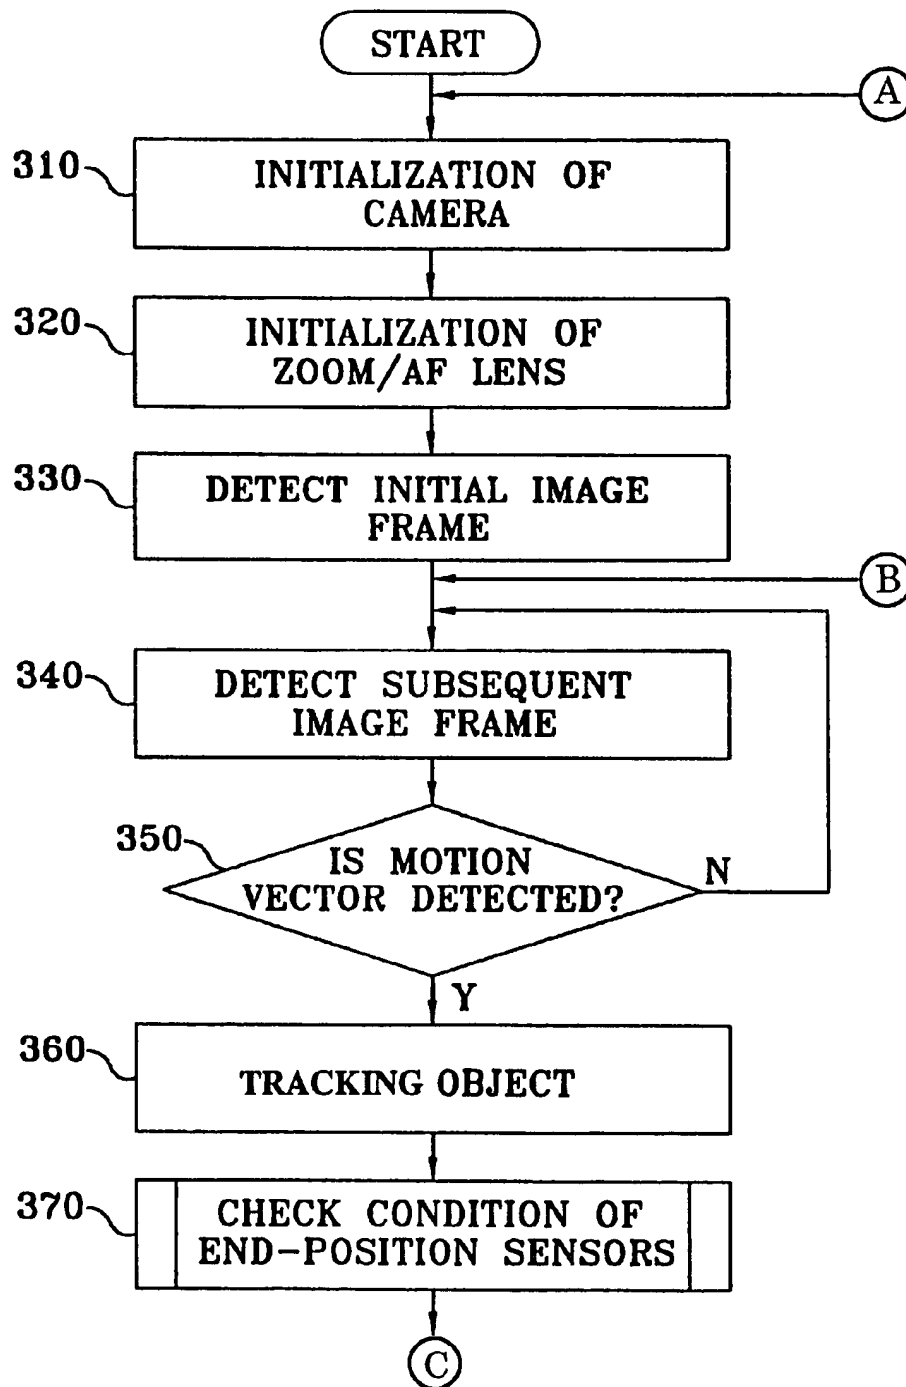 START
A
310
INITIALIZATION OF
CAMERA
320
INITIALIZATION OF
ZOOM/AF LENS
330
DETECT INITIAL IMAGE
FRAME
B
340
DETECT SUBSEQUENT
IMAGE FRAME
350
IS MOTION
VECTOR DETECTED?
N
Y
360
TRACKING OBJECT
370
CHECK CONDITION OF
END-POSITION SENSORS
C